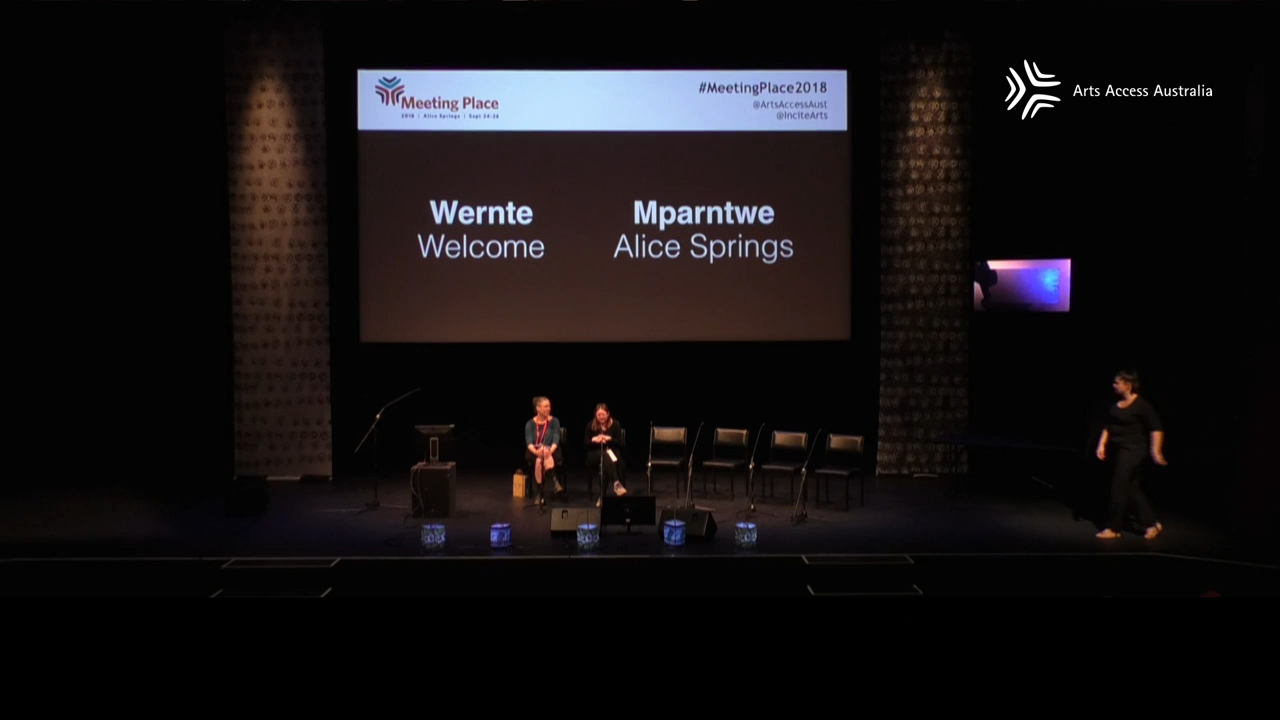 Meeting Place
2018 | Alice Springs | Sept 24-26
#MeetingPlace2018
@ArtsAccessAust
@InciteArts
Arts Access Australia
Wernte
Welcome
Mparntwe
Alice Springs